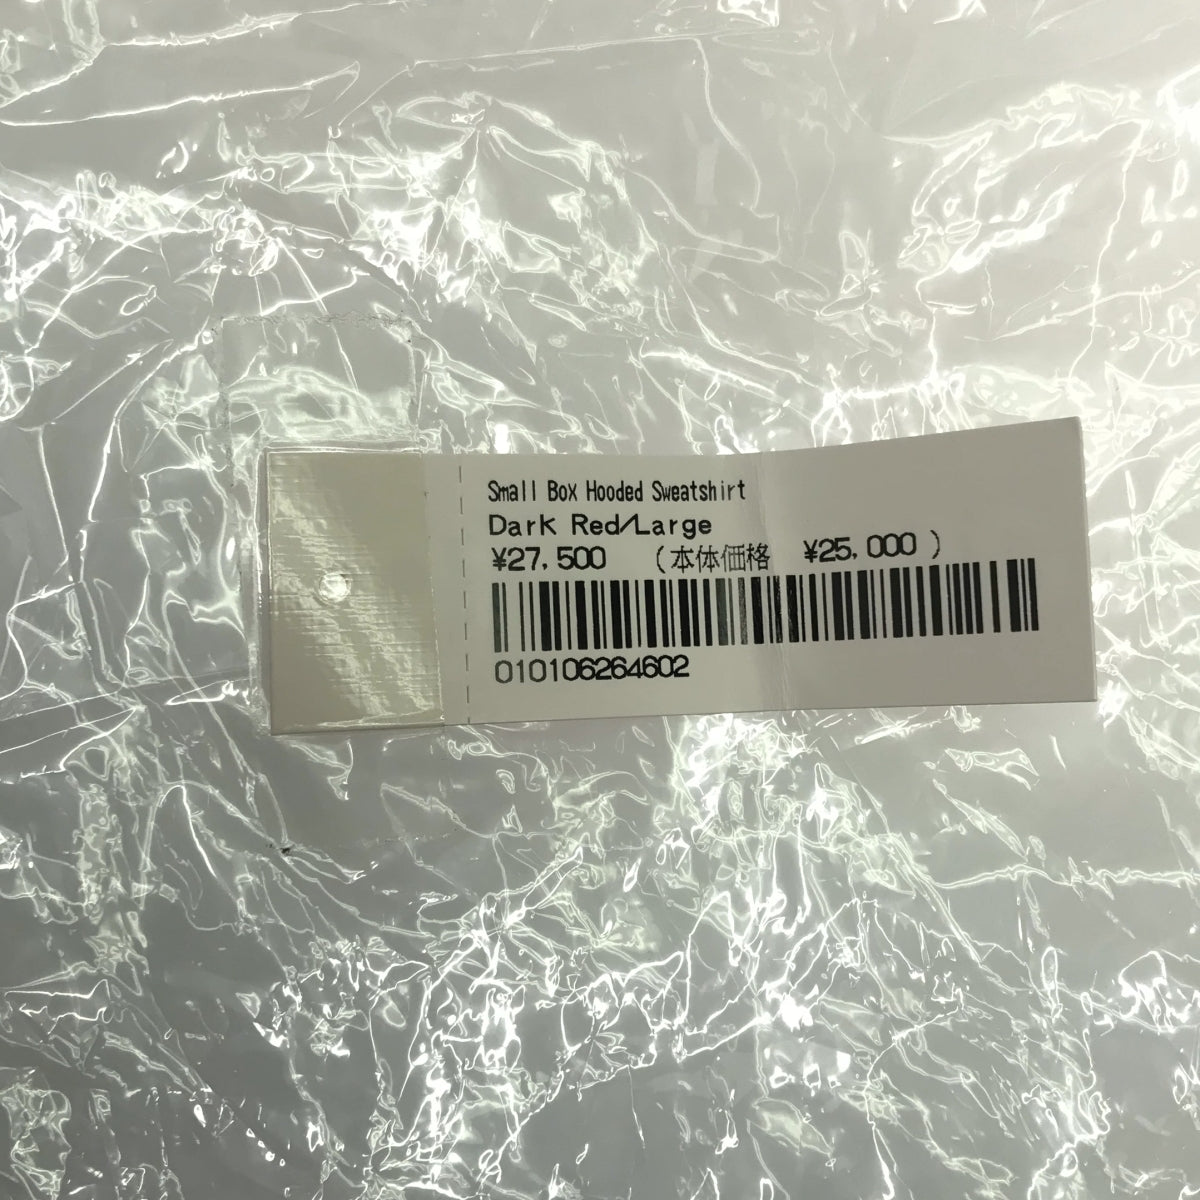 Small Box Hooded Sweatshirt
Dark Red/Large
¥27,500 (本体価格 ¥25,000 )
010106264602